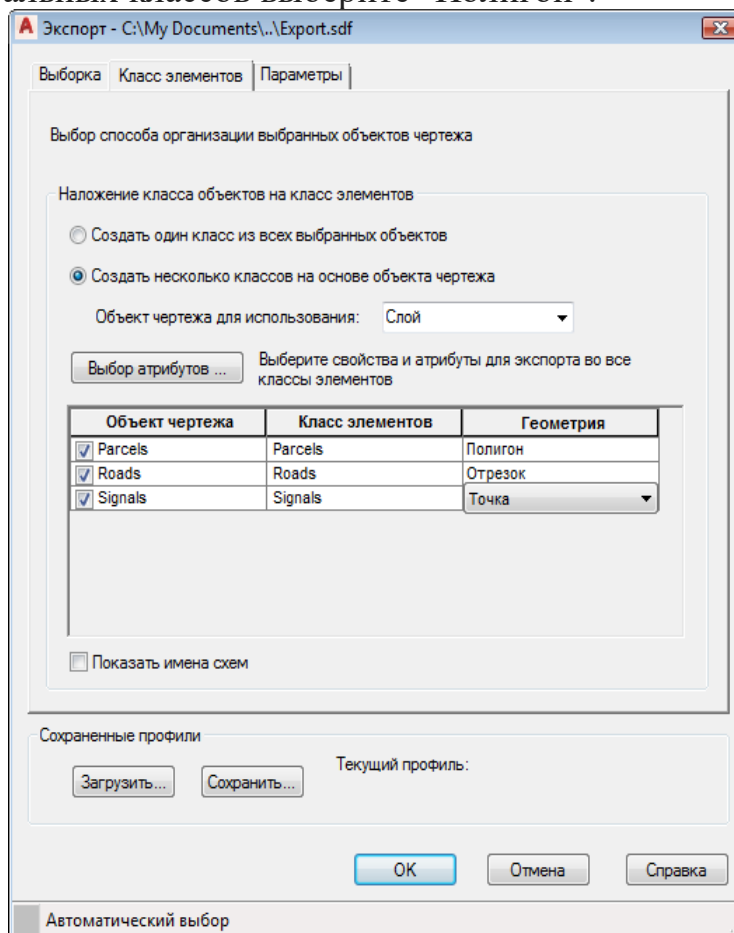 альных классов выберите "Полигон".
Экспорт - C:\My Documents\..\Export.sdf
Выборка Класс элементов Параметры
Выбор способа организации выбранных объектов чертежа
Наложение класса объектов на класс элементов
Создать один класс из всех выбранных объектов
Создать несколько классов на основе объекта чертежа
Объект чертежа для использования: Слой
Выбор атрибутов ... Выберите свойства и атрибуты для экспорта во все
классы элементов
Объект чертежа Класс элементов Геометрия
Parcels Parcels Полигон
Roads Roads Отрезок
Signals Signals Точка
Показать имена схем
Сохраненные профили
Текущий профиль:
Загрузить... Сохранить...
OK Отмена Справка
Автоматический выбор